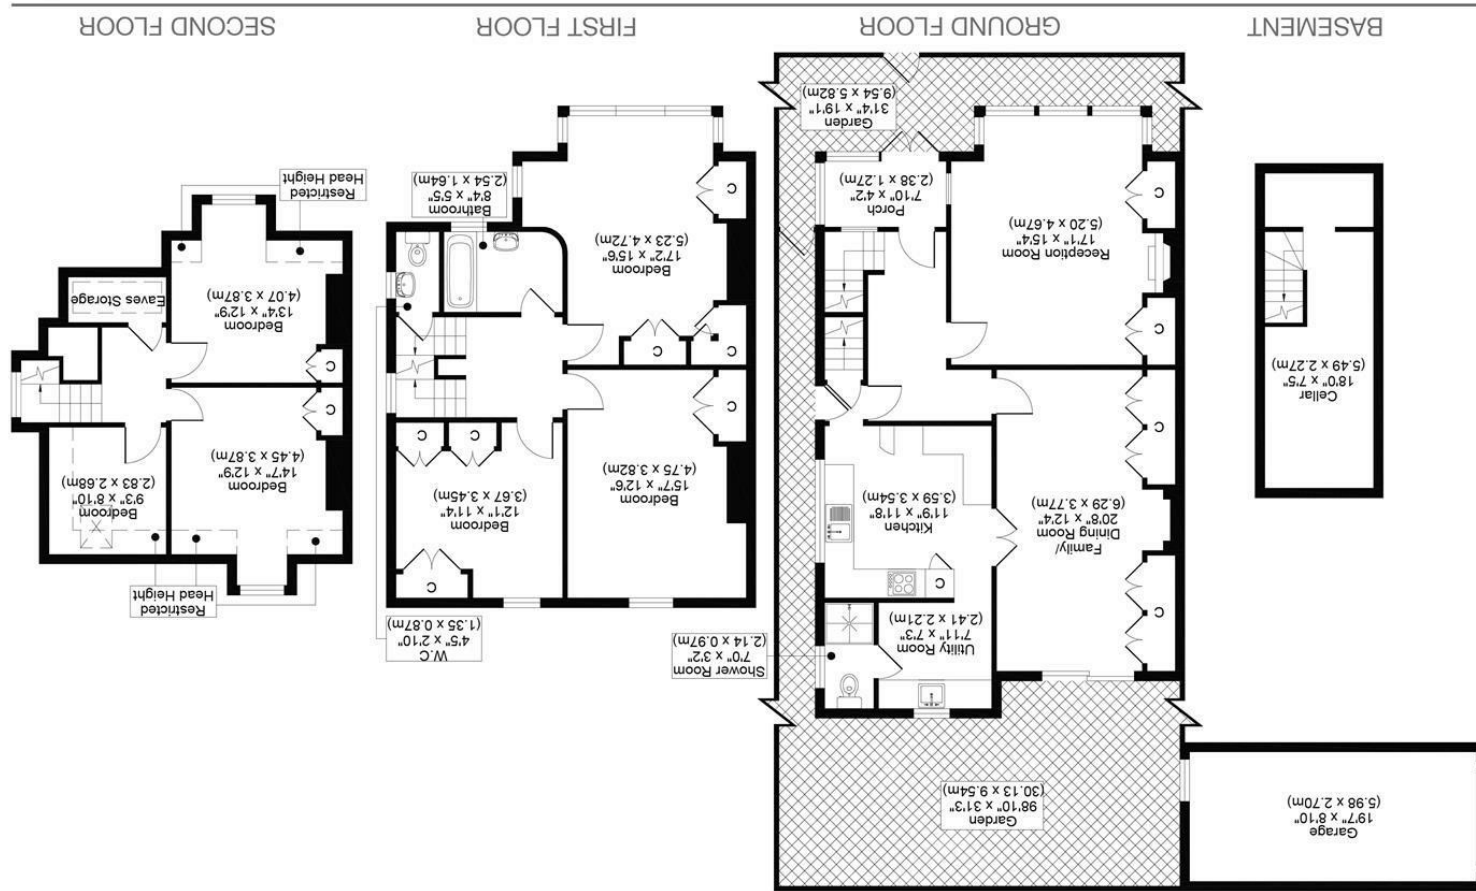 Garage
19'7" x 8'10"
(5.98 x 2.70m)
Garden
98'10" x 31'3"
(30.13 x 9.54m)
Cellar
18'0" x 7'5"
(5.49 x 2.27m)
BASEMENT
Utility Room
7'11" x 7'3"
(2.41 x 2.21m)
Shower Room
7'0" x 3'2"
(2.14 x 0.97m)
Family/
Dining Room
20'8" x 12'4"
(6.29 x 3.77m)
Kitchen
11'9" x 11'8"
(3.59 x 3.54m)
Reception Room
17'1" x 15'4"
(5.20 x 4.67m)
Porch
7'10" x 4'2"
(2.38 x 1.27m)
Garden
31'4" x 19'1"
(9.54 x 5.82m)
C
C
C
C
C
GROUND FLOOR
W.C
4'5" x 2'10"
(1.35 x 0.87m)
Bedroom
15'7" x 12'6"
(4.75 x 3.82m)
Bedroom
12'1" x 11'4"
(3.67 x 3.45m)
Bedroom
17'2" x 15'6"
(5.23 x 4.72m)
Bathroom
8'4" x 5'5"
(2.54 x 1.64m)
C
C
C
C
C
C
C
FIRST FLOOR
Restricted
Head Height
Bedroom
14'7" x 12'9"
(4.45 x 3.87m)
Bedroom
9'3" x 8'10"
(2.83 x 2.68m)
Bedroom
13'4" x 12'9"
(4.07 x 3.87m)
Eaves Storage
Restricted
Head Height
C
C
SECOND FLOOR